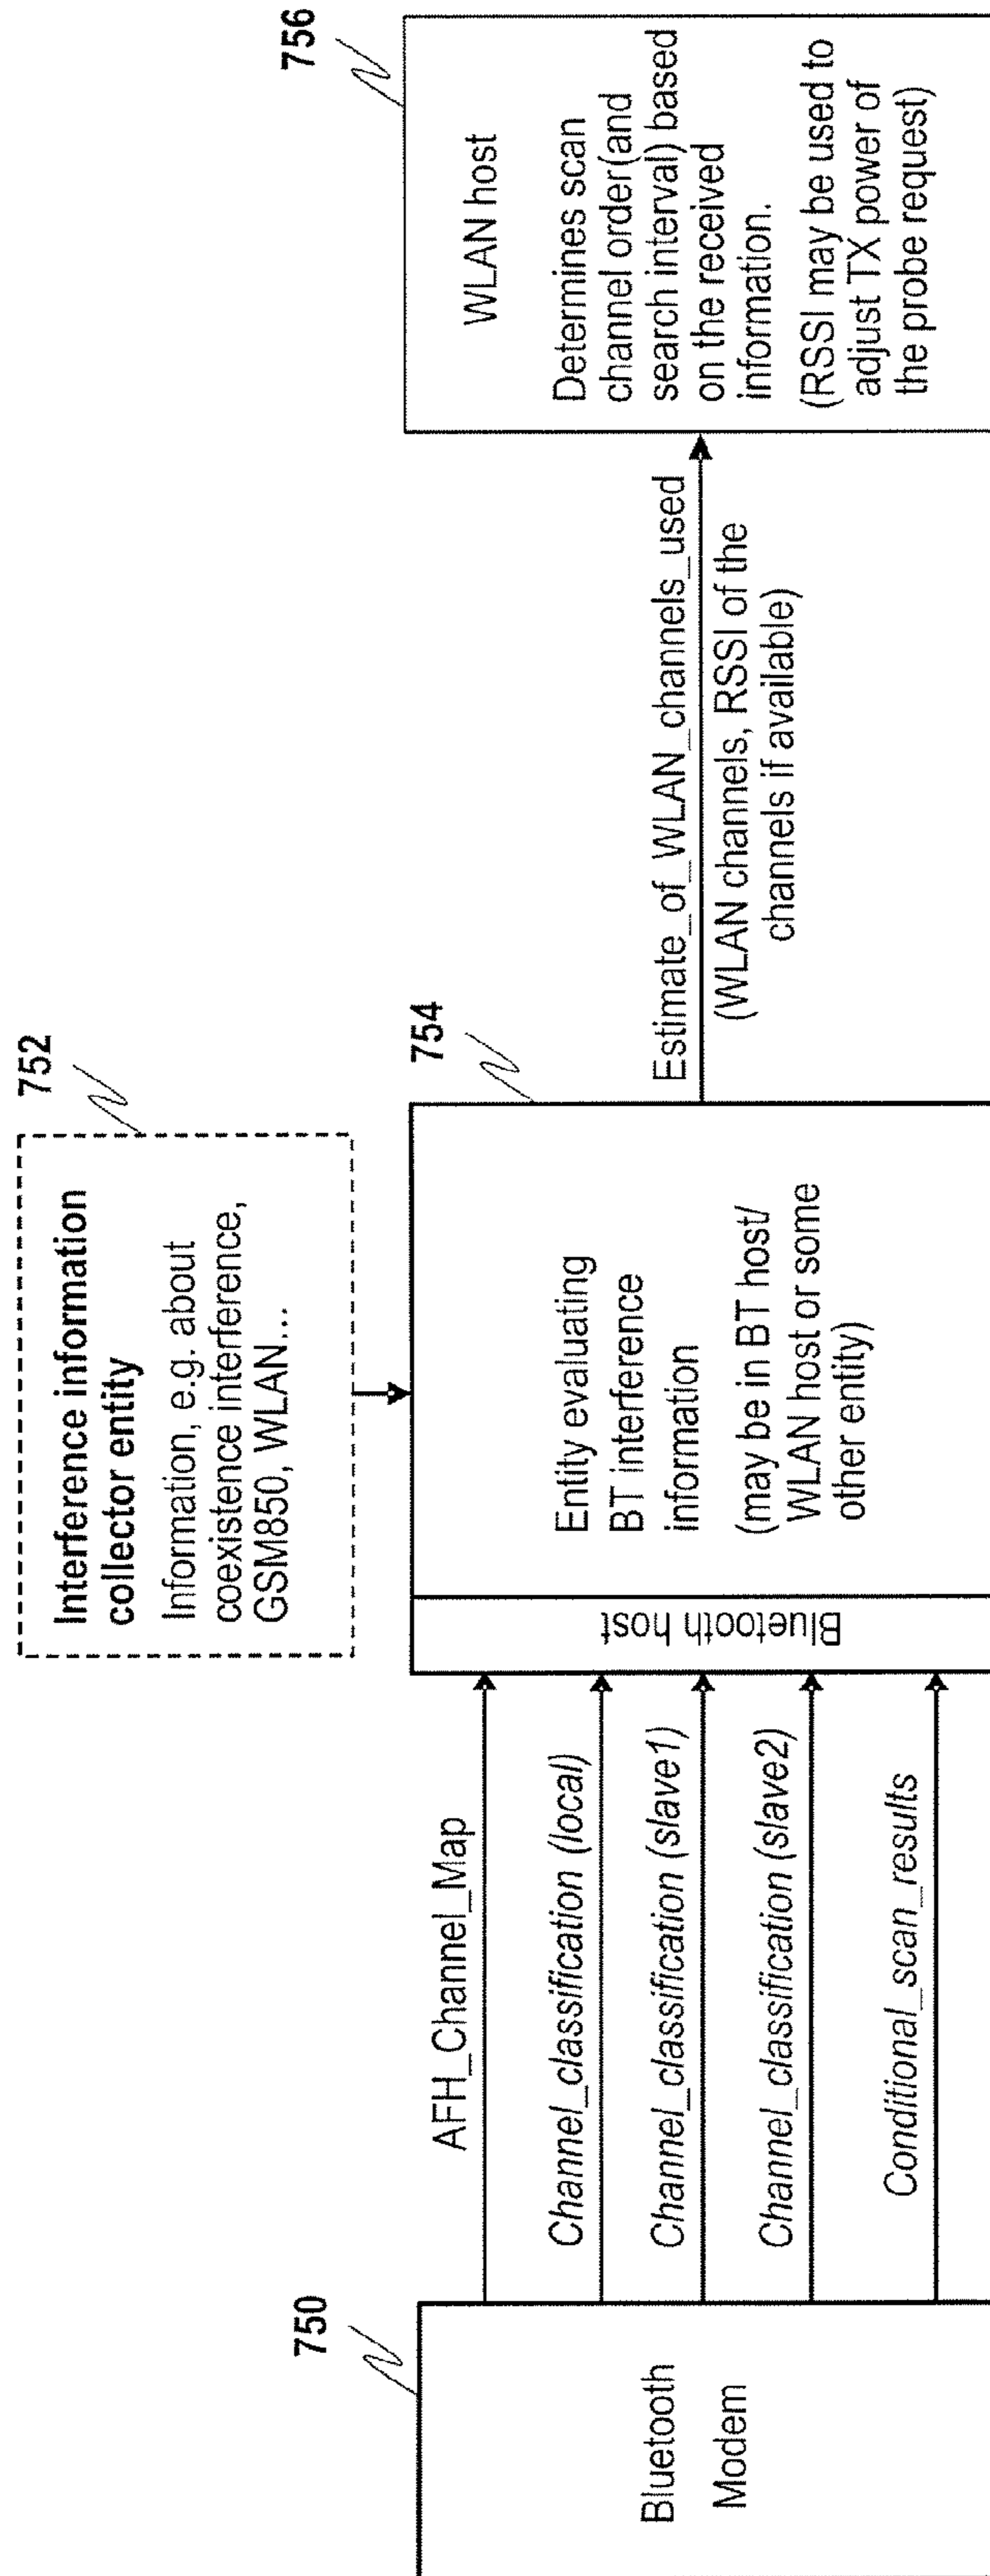 750
Bluetooth
Modem
AFH_Channel_Map
Channel_classification (local)
Channel_classification (slave1)
Channel_classification (slave2)
Conditional_scan_results
752
Interference information
collector entity
Information, e.g. about
coexistence interference,
GSM850, WLAN...
754
Bluetooth host
Entity evaluating
BT interference
information
(may be in BT host/
WLAN host or some
other entity)
Estimate_of_WLAN_channels_used
(WLAN channels, RSSI of the
channels if available)
756
WLAN host
Determines scan
channel order(and
search interval) based
on the received
information.
(RSSI may be used to
adjust TX power of
the probe request)